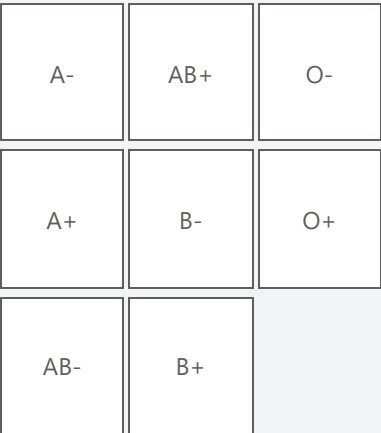 A-
AB+
O-
A+
B-
O+
AB-
B+